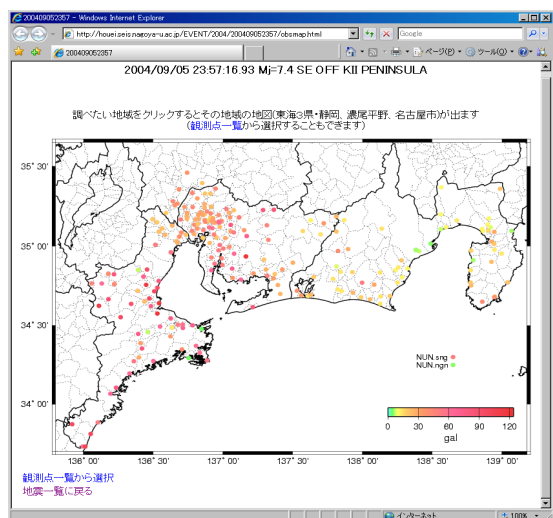 200409052357 - Windows Internet Explorer
http://houei.seis.nagoya-u.ac.jp/EVENT/2004/200409052357/obsmap.html
Google
200409052357
ページ(P)
ツール(O)
2004/09/05 23:57:16.93 Mj=7.4 SE OFF KII PENINSULA
調べたい地域をクリックするとその地域の地図(東海3県・静岡、濃尾平野、名古屋市)が出ます
(観測点一覧から選択することもできます)
35° 30'
35° 00'
34° 30'
34° 00'
NUN.sng
NUN.ngn
0 30 60 90 120
gal
136° 00' 136° 30' 137° 00' 137° 30' 138° 00' 138° 30' 139° 00'
観測点一覧から選択
地震一覧に戻る
インターネット
100%